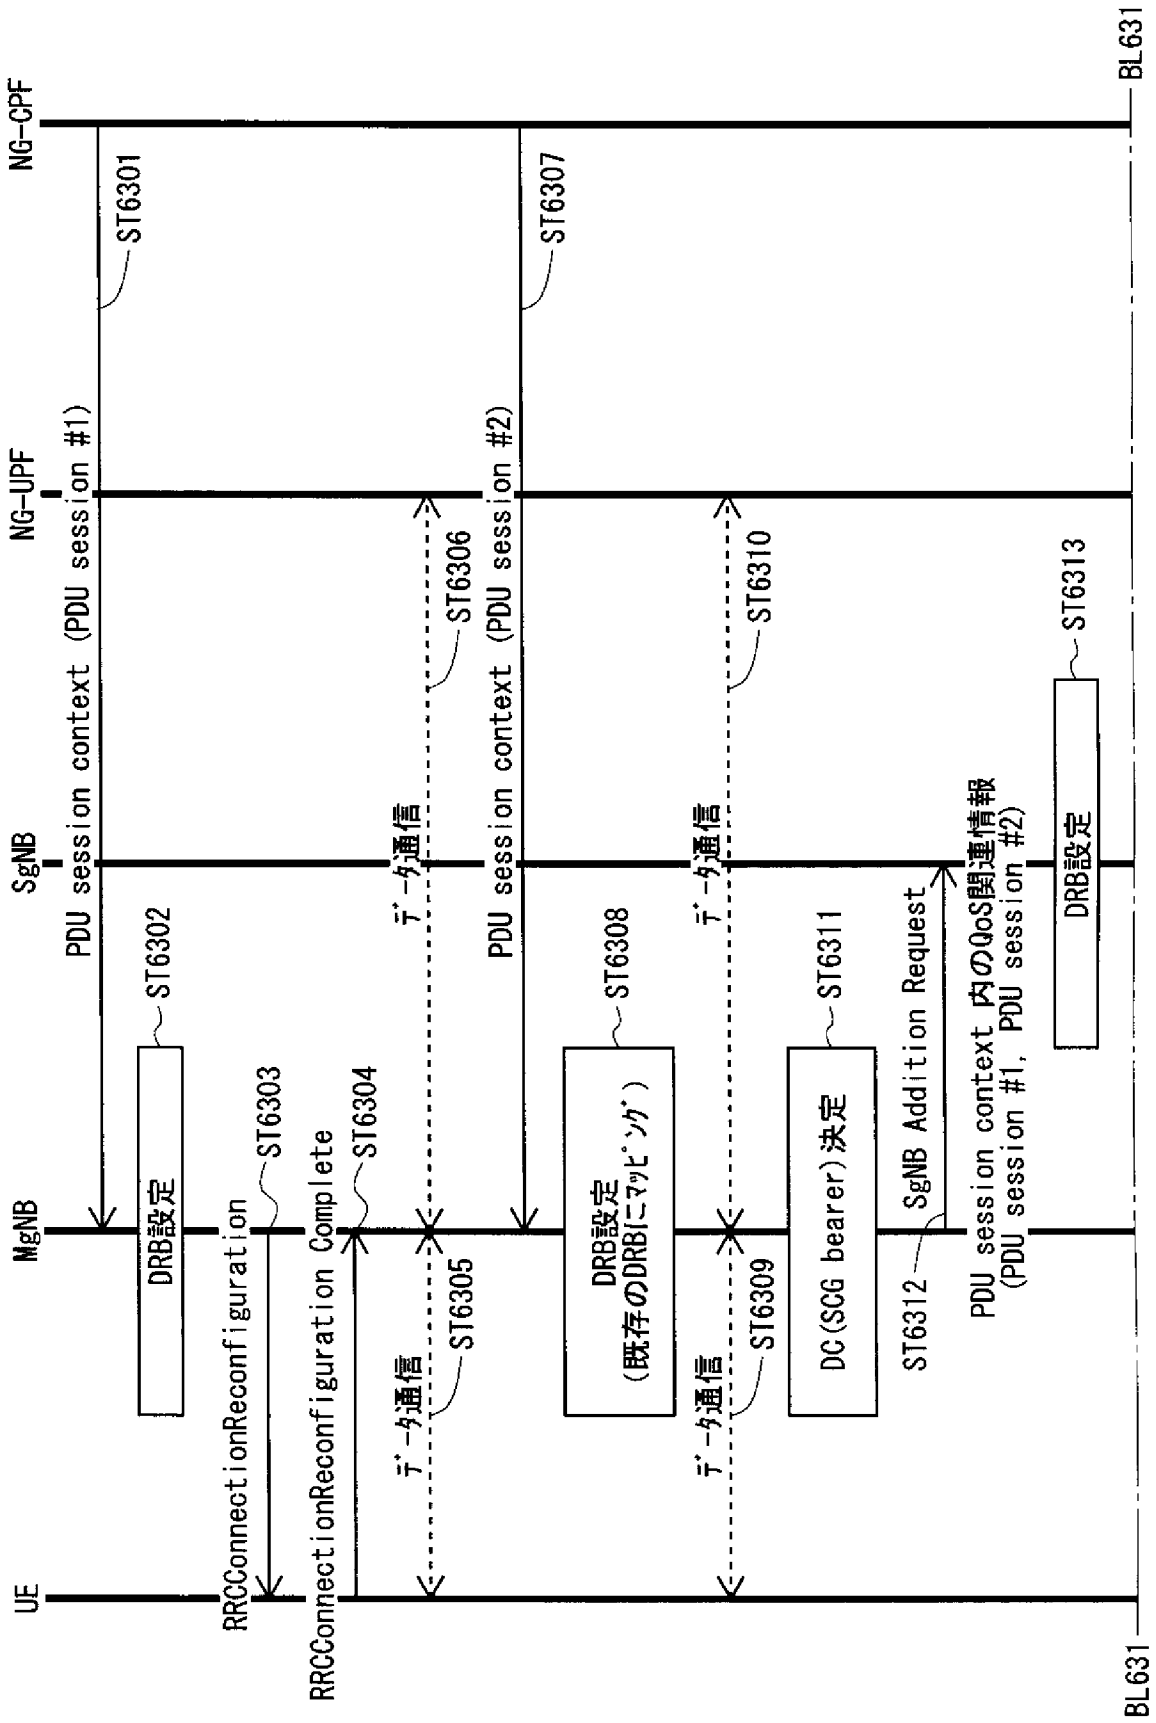 UE
MgNB
SgNB
NG-UPF
NG-CPF
PDU session context (PDU session #1)
ST6301
DRB設定
ST6302
RRCConnectionReconfiguration
ST6303
RRCConnectionReconfiguration Complete
ST6304
データ通信
ST6305
データ通信
ST6306
PDU session context (PDU session #2)
ST6307
DRB設定
(既存のDRBにマッピング)
ST6308
データ通信
ST6309
データ通信
ST6310
DC(SCG bearer)決定
ST6311
ST6312
SgNB Addition Request
PDU session context 内のQoS関連情報
(PDU session #1, PDU session #2)
DRB設定
ST6313
BL631
BL631